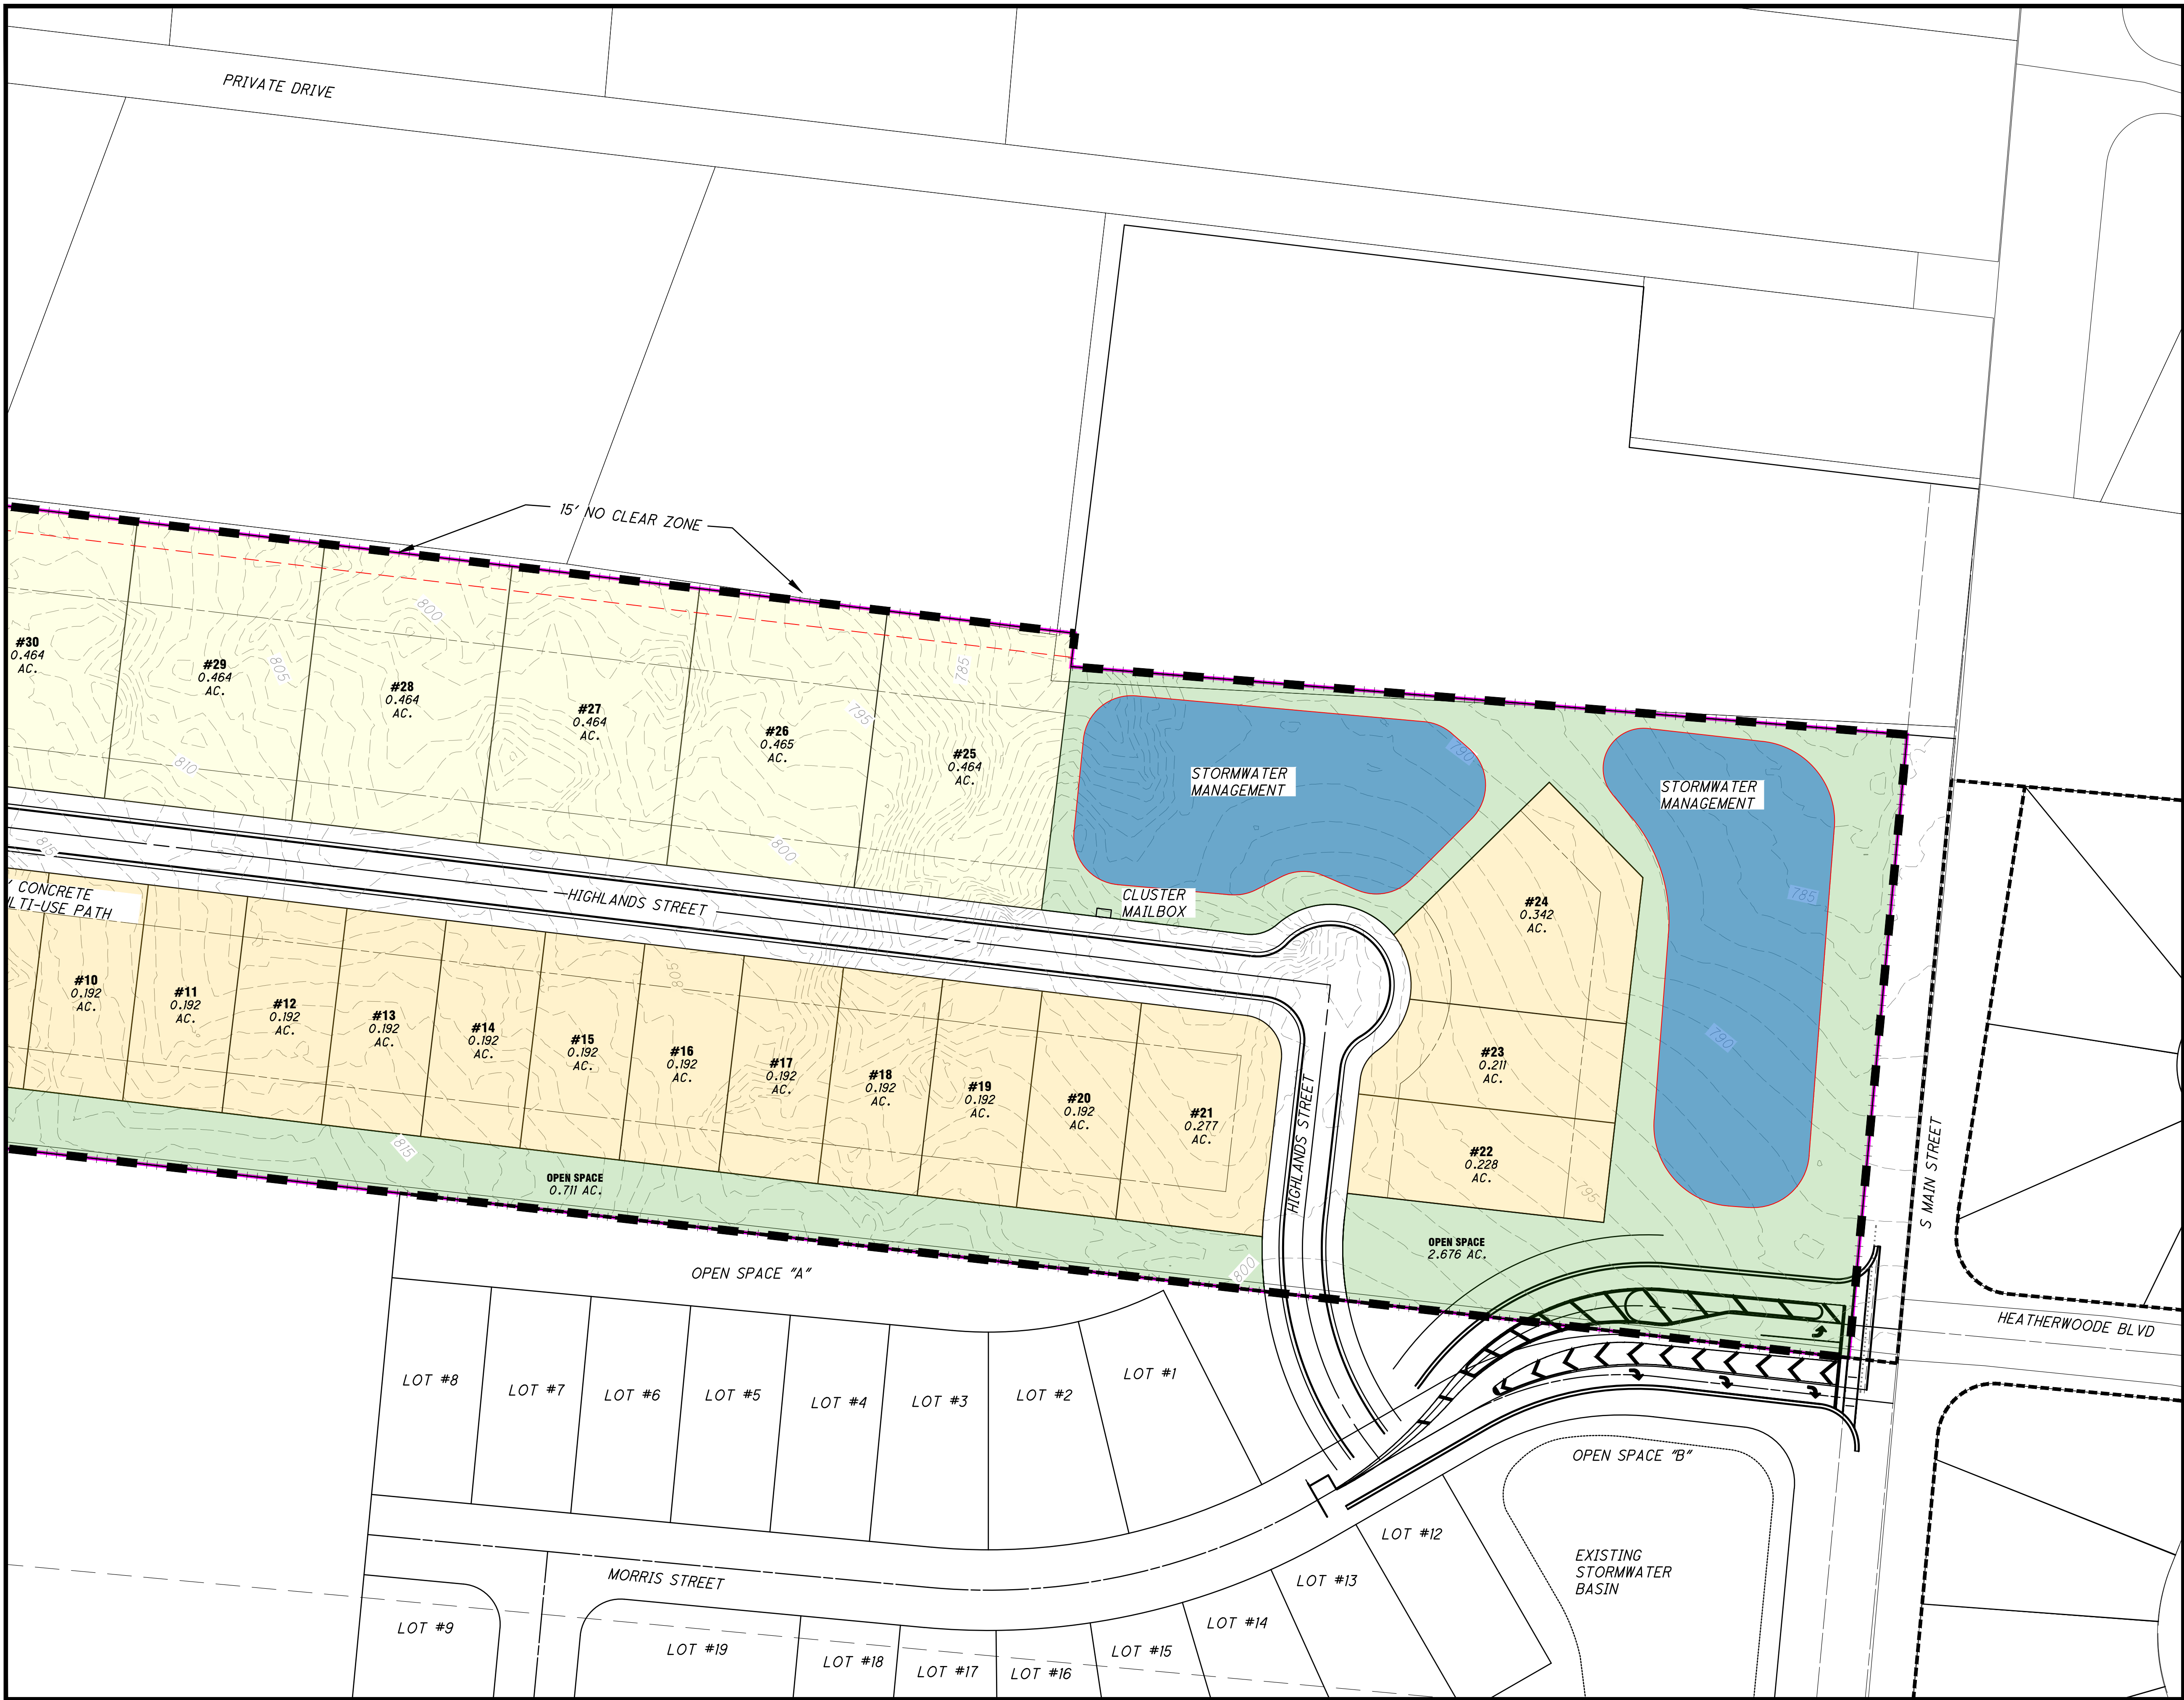 PRIVATE DRIVE
15' NO CLEAR ZONE
#30
0.464
AC.
#29
0.464
AC.
805
800
#28
0.464
AC.
#27
0.464
AC.
#26
0.465
AC.
795
785
#25
0.464
AC.
810
800
815
STORMWATER
MANAGEMENT
790
STORMWATER
MANAGEMENT
785
790
CONCRETE
LTI-USE PATH
HIGHLANDS STREET
CLUSTER
MAILBOX
#24
0.342
AC.
#10
0.192
AC.
#11
0.192
AC.
#12
0.192
AC.
#13
0.192
AC.
#14
0.192
AC.
#15
0.192
AC.
805
#16
0.192
AC.
#17
0.192
AC.
#18
0.192
AC.
#19
0.192
AC.
#20
0.192
AC.
#21
0.277
AC.
#23
0.211
AC.
#22
0.228
AC.
795
HIGHLANDS STREET
S MAIN STREET
815
OPEN SPACE
0.711 AC.
800
OPEN SPACE
2.676 AC.
OPEN SPACE "A"
HEATHERWOODE BLVD
LOT #8
LOT #7
LOT #6
LOT #5
LOT #4
LOT #3
LOT #2
LOT #1
OPEN SPACE "B"
EXISTING
STORMWATER
BASIN
LOT #12
LOT #13
LOT #14
LOT #15
LOT #16
LOT #17
LOT #18
LOT #19
MORRIS STREET
LOT #9